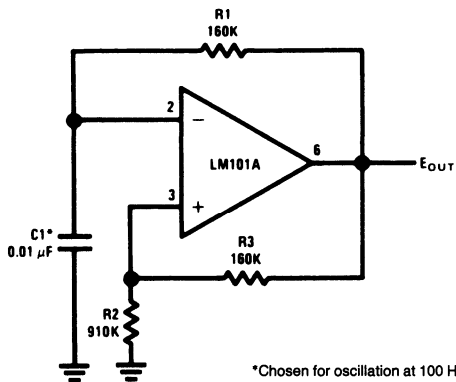 R1
160K
2
−
LM101A
6
EOUT
3
+
C1*
0.01 μF
R3
160K
R2
910K
*Chosen for oscillation at 100 H